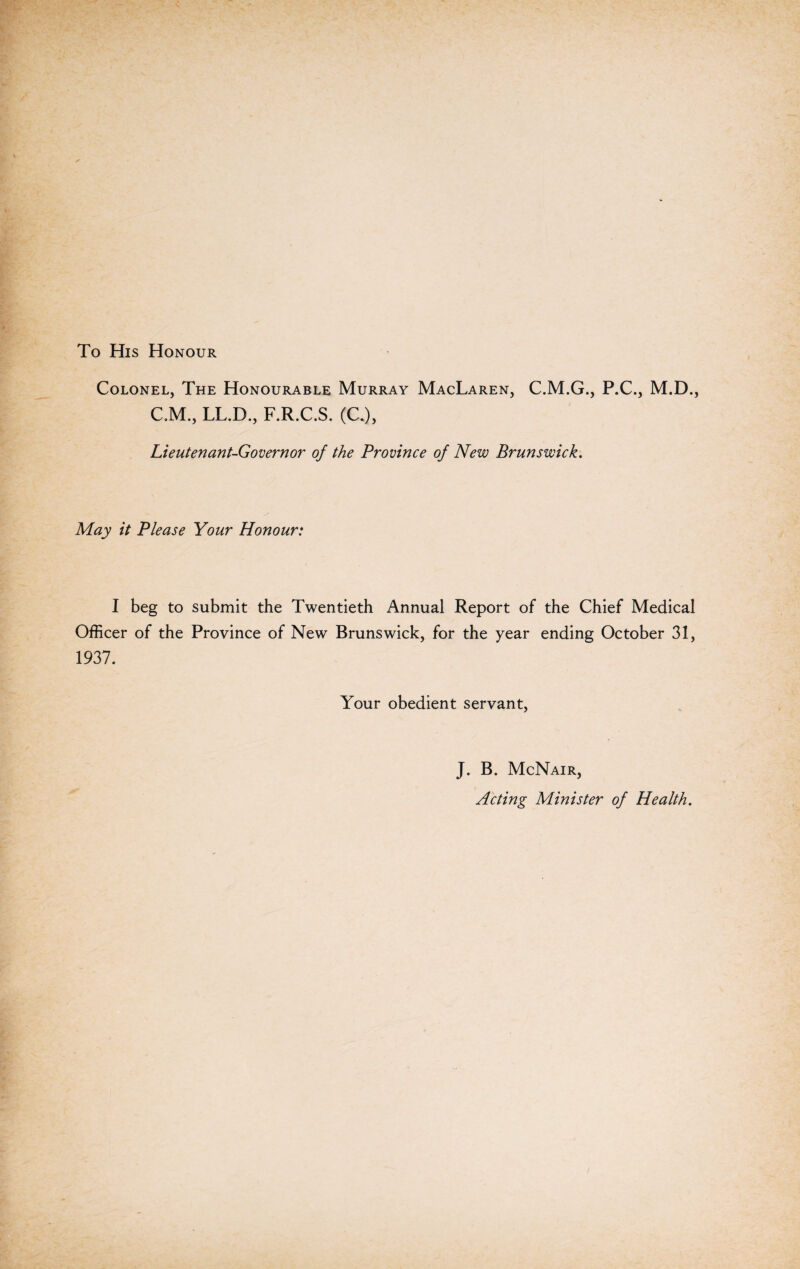 To His Honour
Colonel, The Honourable Murray MacLaren, C.M.G., P.C., M.D.,
C.M., LL.D., F.R.C.S. (C.),
Lieutenant-Governor of the Province of New Brunswick.
May it Please Your Honour:
I beg to submit the Twentieth Annual Report of the Chief Medical
Officer of the Province of New Brunswick, for the year ending October 31,
1937.
Your obedient servant,
J. B. McNair,
Acting Minister of Health.